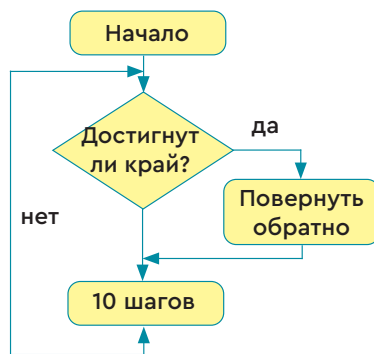 Начало
Достигнут
ли край?
да
Повернуть
обратно
нет
10 шагов